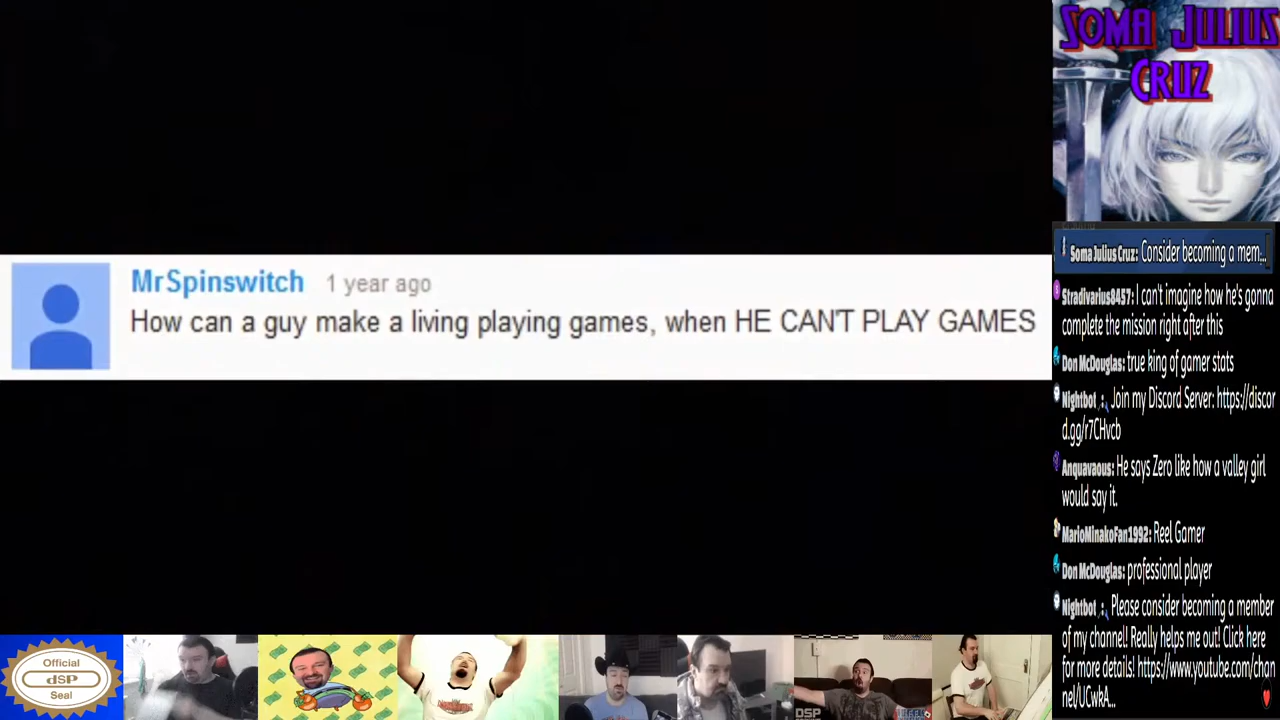 SOMA JULIUS
CRUZ
MrSpinswitch 1 year ago
How can a guy make a living playing games, when HE CAN'T PLAY GAMES
Soma Julius Cruz: Consider becoming a mem...
Stradivarius8457: I can't imagine how he's gonna
complete the mission right after this
Don McDouglas: true king of gamer stats
Nightbot: Join my Discord Server: https://discor
d.gg/r7CHvcb
Anquavaous: He says Zero like how a valley girl
would say it.
MarioMinakoFan1992: Reel Gamer
Don McDouglas: professional player
Nightbot: Please consider becoming a member
of my channel! Really helps me out! Click here
for more details! https://www.youtube.com/chan
nel/UCwkA...
Official
dSP
Seal
DSP